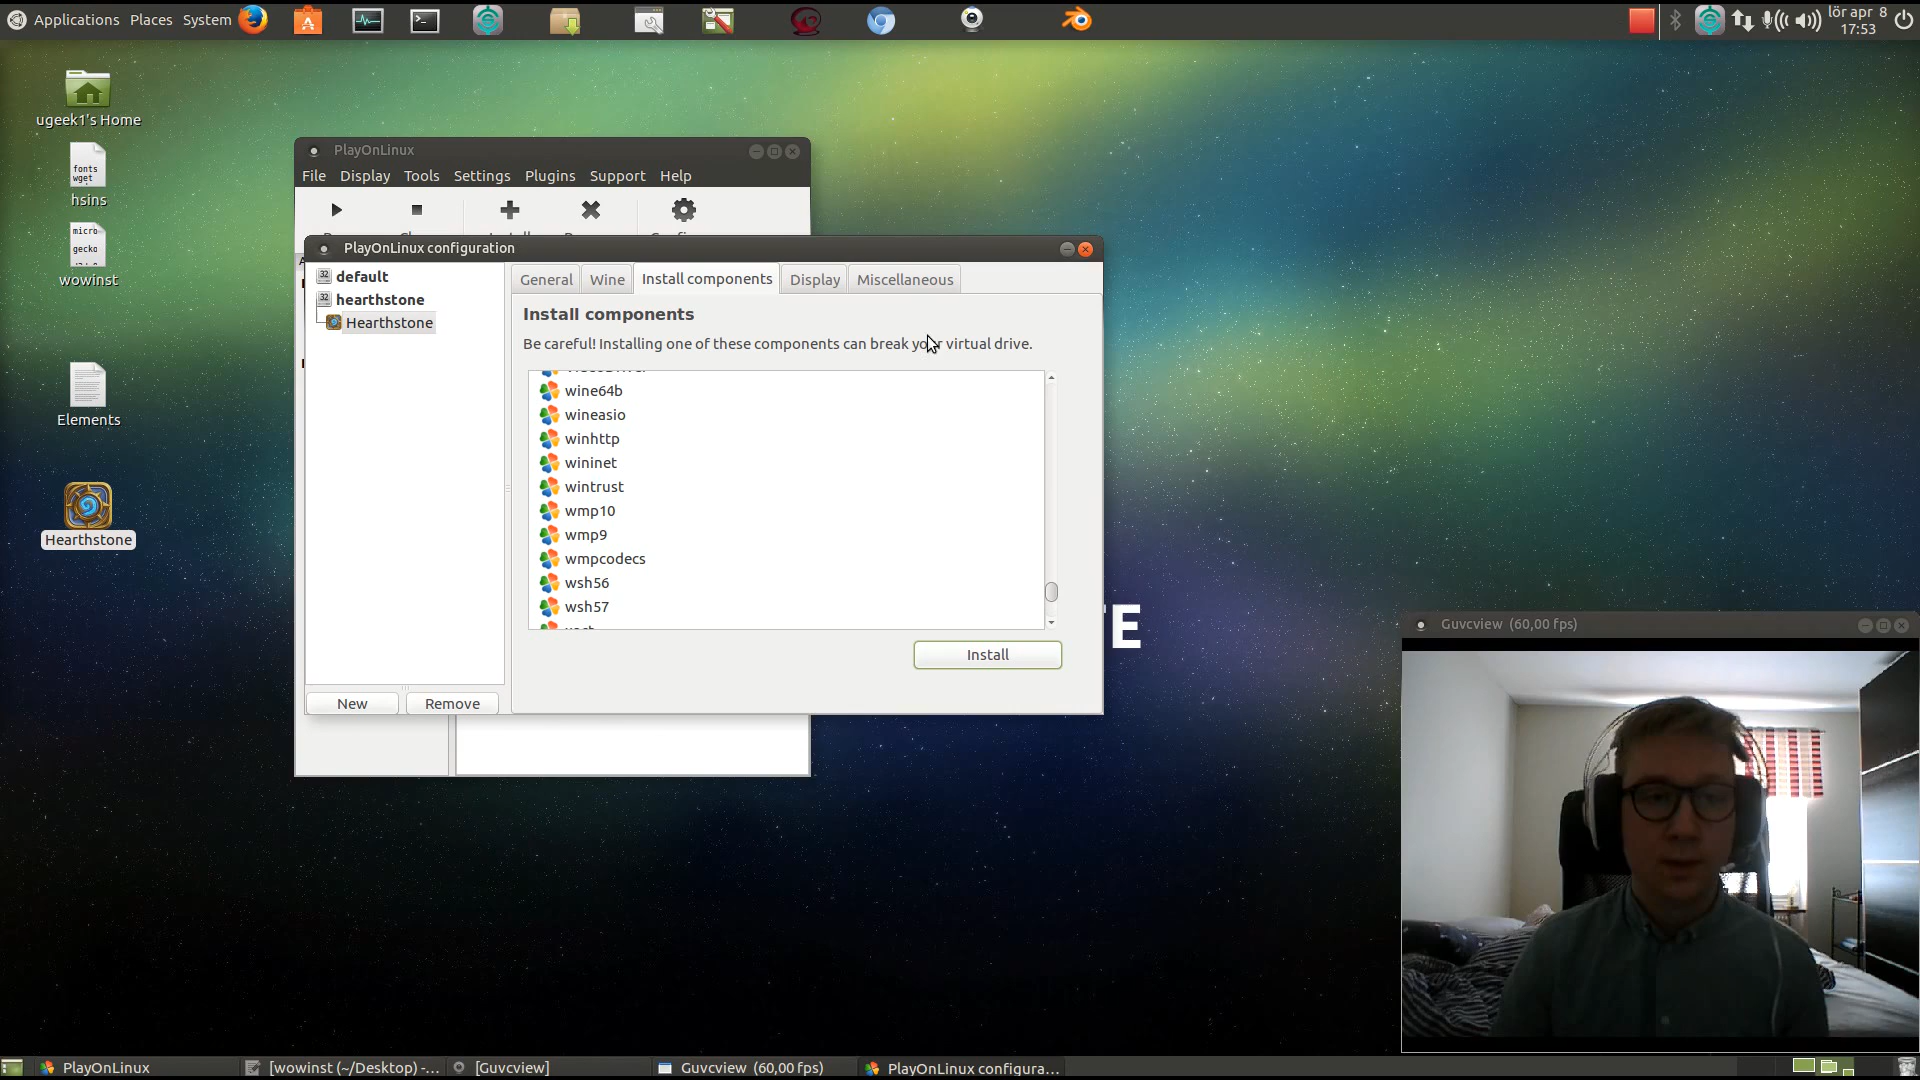 Applications Places System
lör apr 8
17:53
ugeek1's Home
fonts
wget
hsins
micro
gecko
wowinst
Elements
Hearthstone
PlayOnLinux
File Display Tools Settings Plugins Support Help
PlayOnLinux configuration
default
hearthstone
Hearthstone
New Remove
General Wine Install components Display Miscellaneous
Install components
Be careful! Installing one of these components can break your virtual drive.
wine64b
wineasio
winhttp
wininet
wintrust
wmp10
wmp9
wmpcodecs
wsh56
wsh57
Install
TE
Guvcview (60,00 fps)
PlayOnLinux [wowinst (~/Desktop) -... [Guvcview] Guvcview (60,00 fps) PlayOnLinux configura...